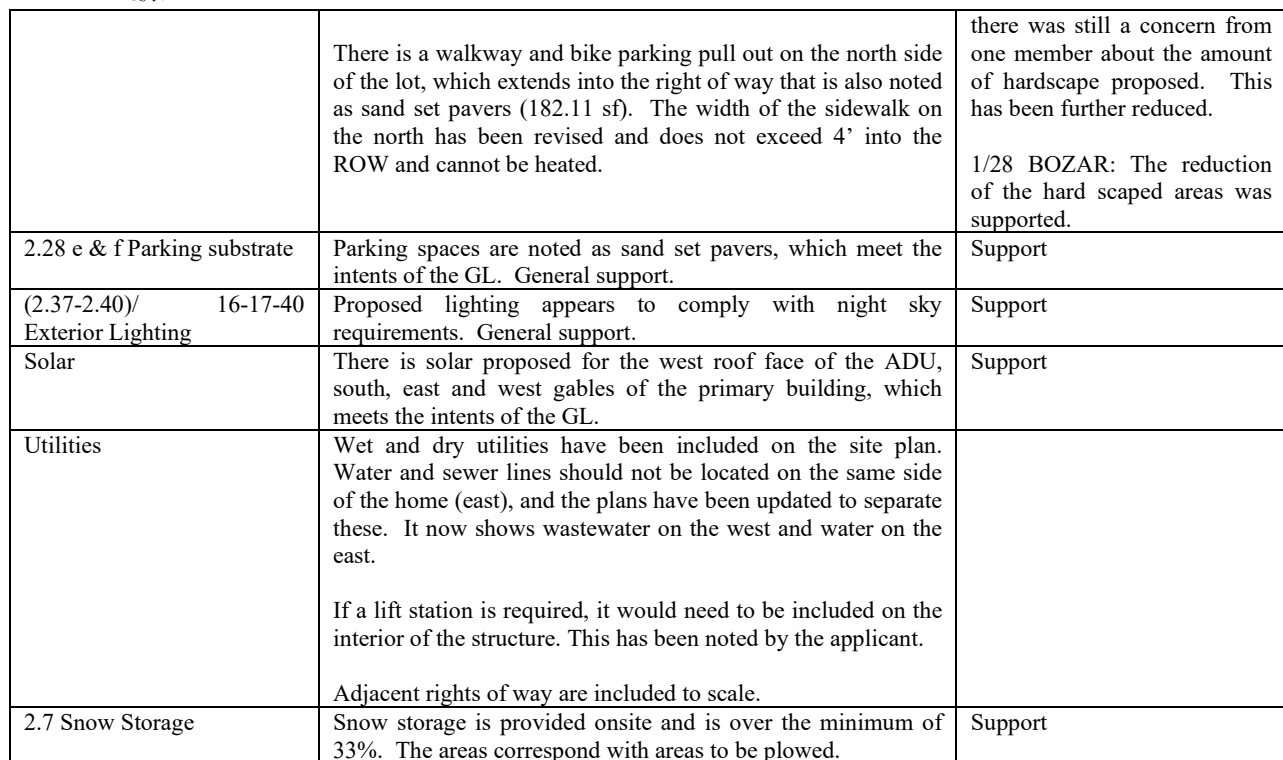 There is a walkway and bike parking pull out on the north side
of the lot, which extends into the right of way that is also noted
as sand set pavers (182.11 sf). The width of the sidewalk on
the north has been revised and does not exceed 4’ into the
ROW and cannot be heated.
there was still a concern from
one member about the amount
of hardscape proposed. This
has been further reduced.
1/28 BOZAR: The reduction
of the hard scaped areas was
supported.
2.28 e & f Parking substrate
Parking spaces are noted as sand set pavers, which meet the
intents of the GL. General support.
Support
(2.37-2.40)/ 16-17-40
Exterior Lighting
Proposed lighting appears to comply with night sky
requirements. General support.
Support
Solar
There is solar proposed for the west roof face of the ADU,
south, east and west gables of the primary building, which
meets the intents of the GL.
Support
Utilities
Wet and dry utilities have been included on the site plan.
Water and sewer lines should not be located on the same side
of the home (east), and the plans have been updated to separate
these. It now shows wastewater on the west and water on the
east.
If a lift station is required, it would need to be included on the
interior of the structure. This has been noted by the applicant.
Adjacent rights of way are included to scale.
2.7 Snow Storage
Snow storage is provided onsite and is over the minimum of
33%. The areas correspond with areas to be plowed.
Support